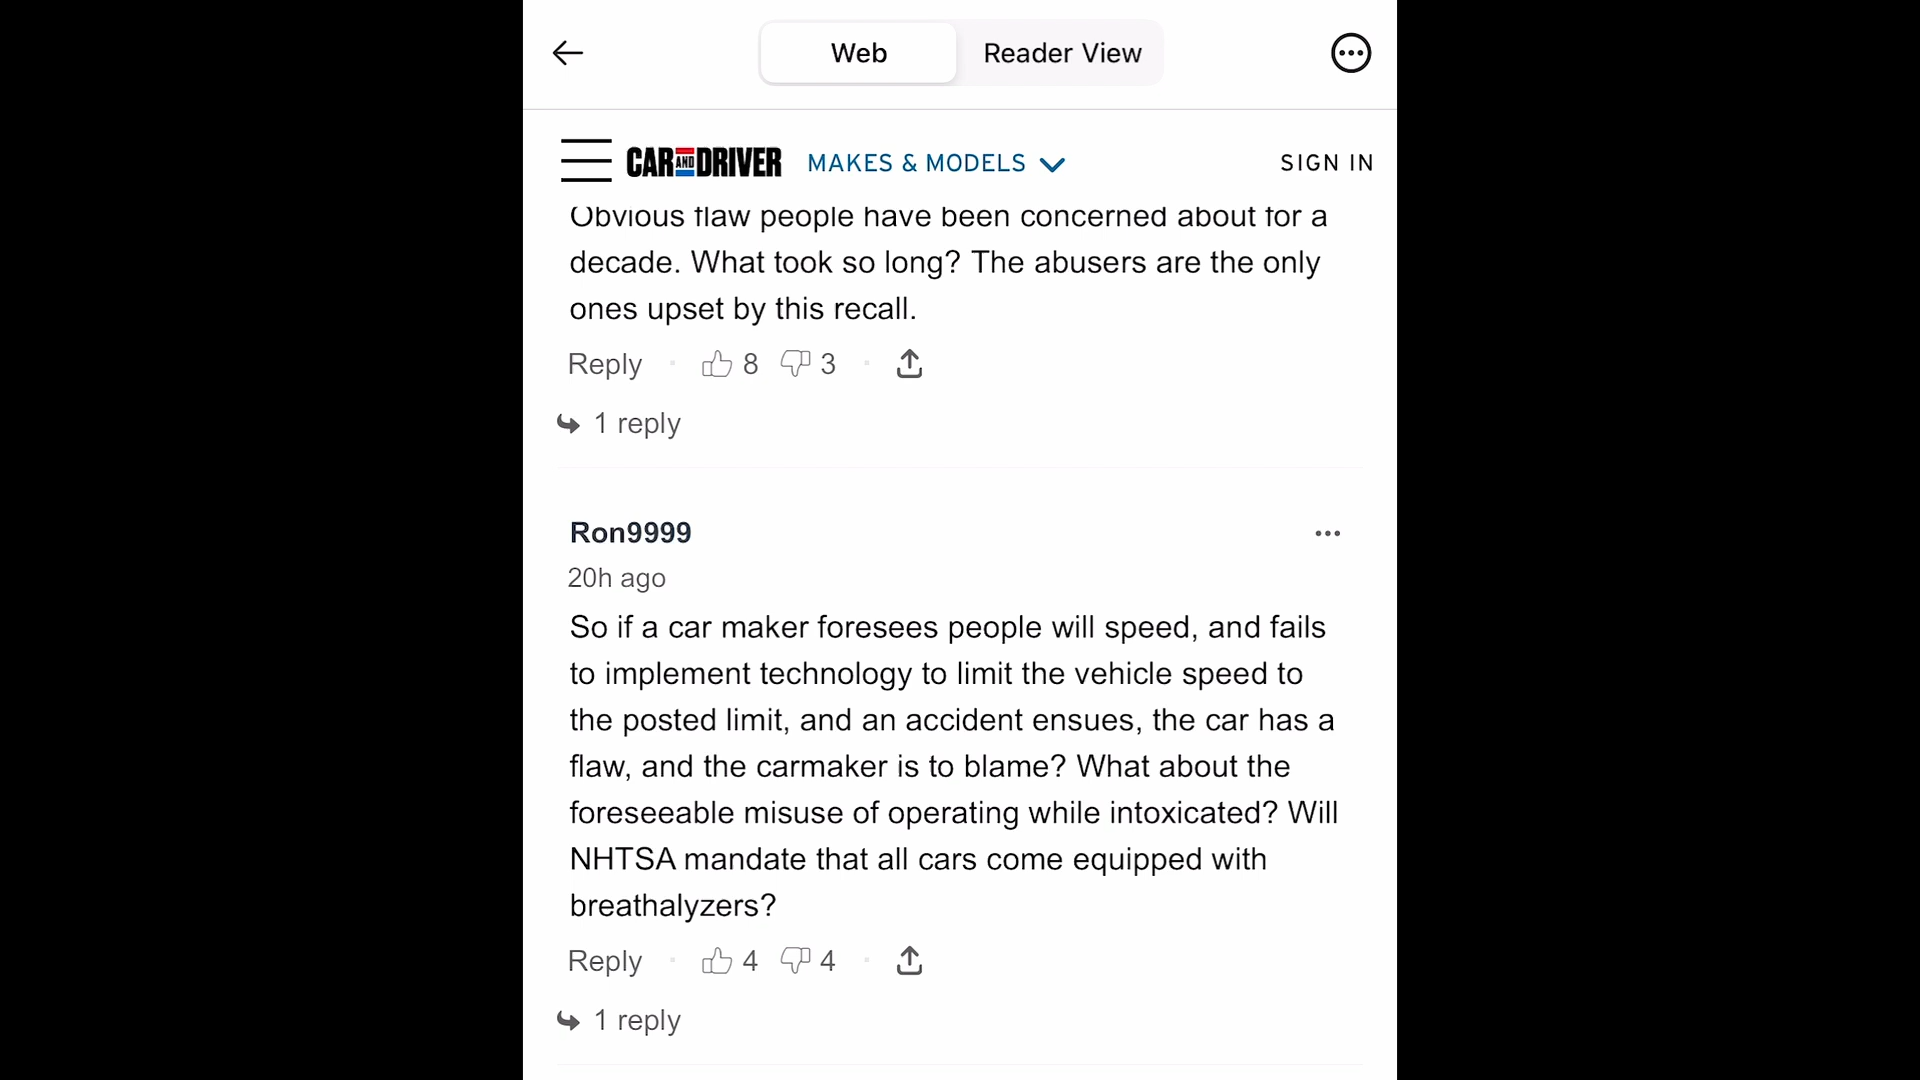 Web
Reader View
CAR AND DRIVER
MAKES & MODELS
SIGN IN
Obvious flaw people have been concerned about for a
decade. What took so long? The abusers are the only
ones upset by this recall.
Reply
8
3
1 reply
Ron9999
20h ago
So if a car maker foresees people will speed, and fails
to implement technology to limit the vehicle speed to
the posted limit, and an accident ensues, the car has a
flaw, and the carmaker is to blame? What about the
foreseeable misuse of operating while intoxicated? Will
NHTSA mandate that all cars come equipped with
breathalyzers?
Reply
4
4
1 reply